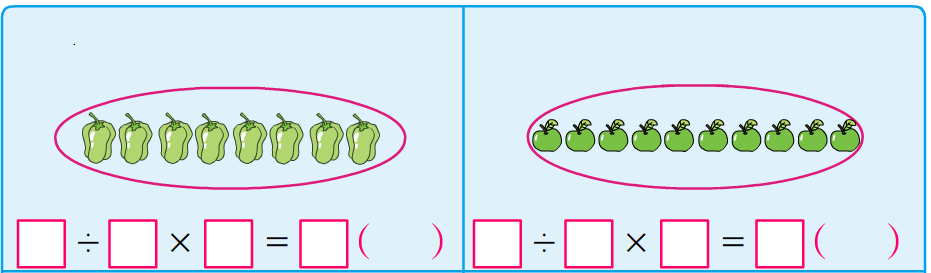 □ ÷ □ × □ = □ (    )
□ ÷ □ × □ = □ (    )